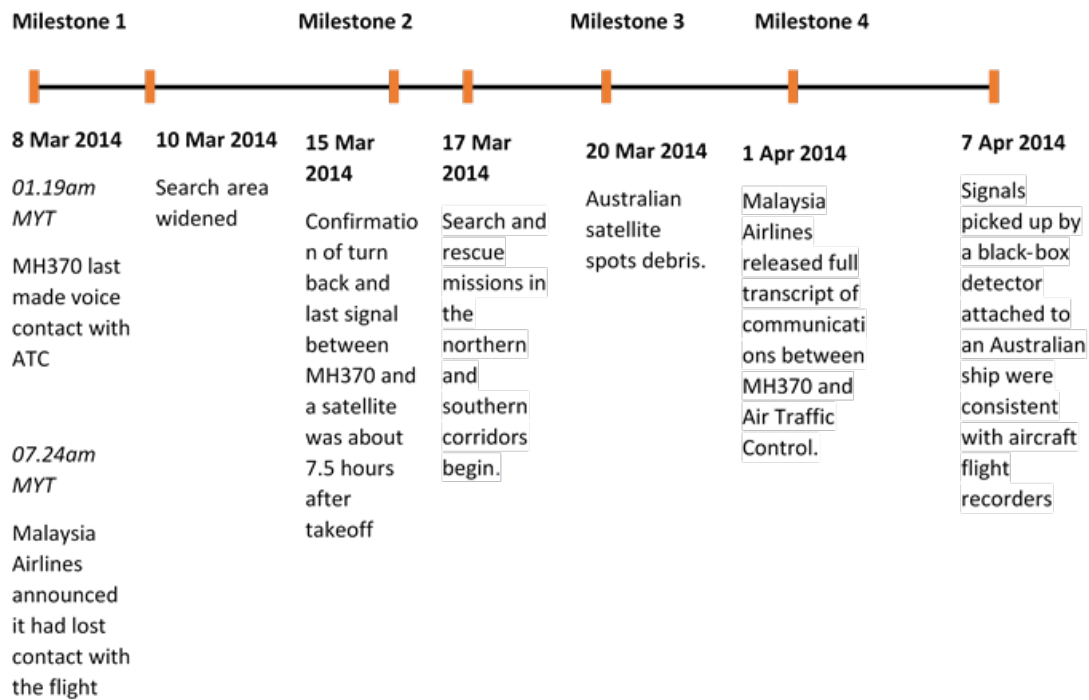 Milestone 1
Milestone 2
Milestone 3
Milestone 4
8 Mar 2014
01.19am
MYT
MH370 last
made voice
contact with
ATC
07.24am
MYT
Malaysia
Airlines
announced
it had lost
contact with
the flight
10 Mar 2014
Search area
widened
15 Mar
2014
Confirmatio
n of turn
back and
last signal
between
MH370 and
a satellite
was about
7.5 hours
after
takeoff
17 Mar
2014
Search and
rescue
missions in
the
northern
and
southern
corridors
begin.
20 Mar 2014
Australian
satellite
spots debris.
1 Apr 2014
Malaysia
Airlines
released full
transcript of
communicati
ons between
MH370 and
Air Traffic
Control.
7 Apr 2014
Signals
picked up by
a black-box
detector
attached to
an Australian
ship were
consistent
with aircraft
flight
recorders